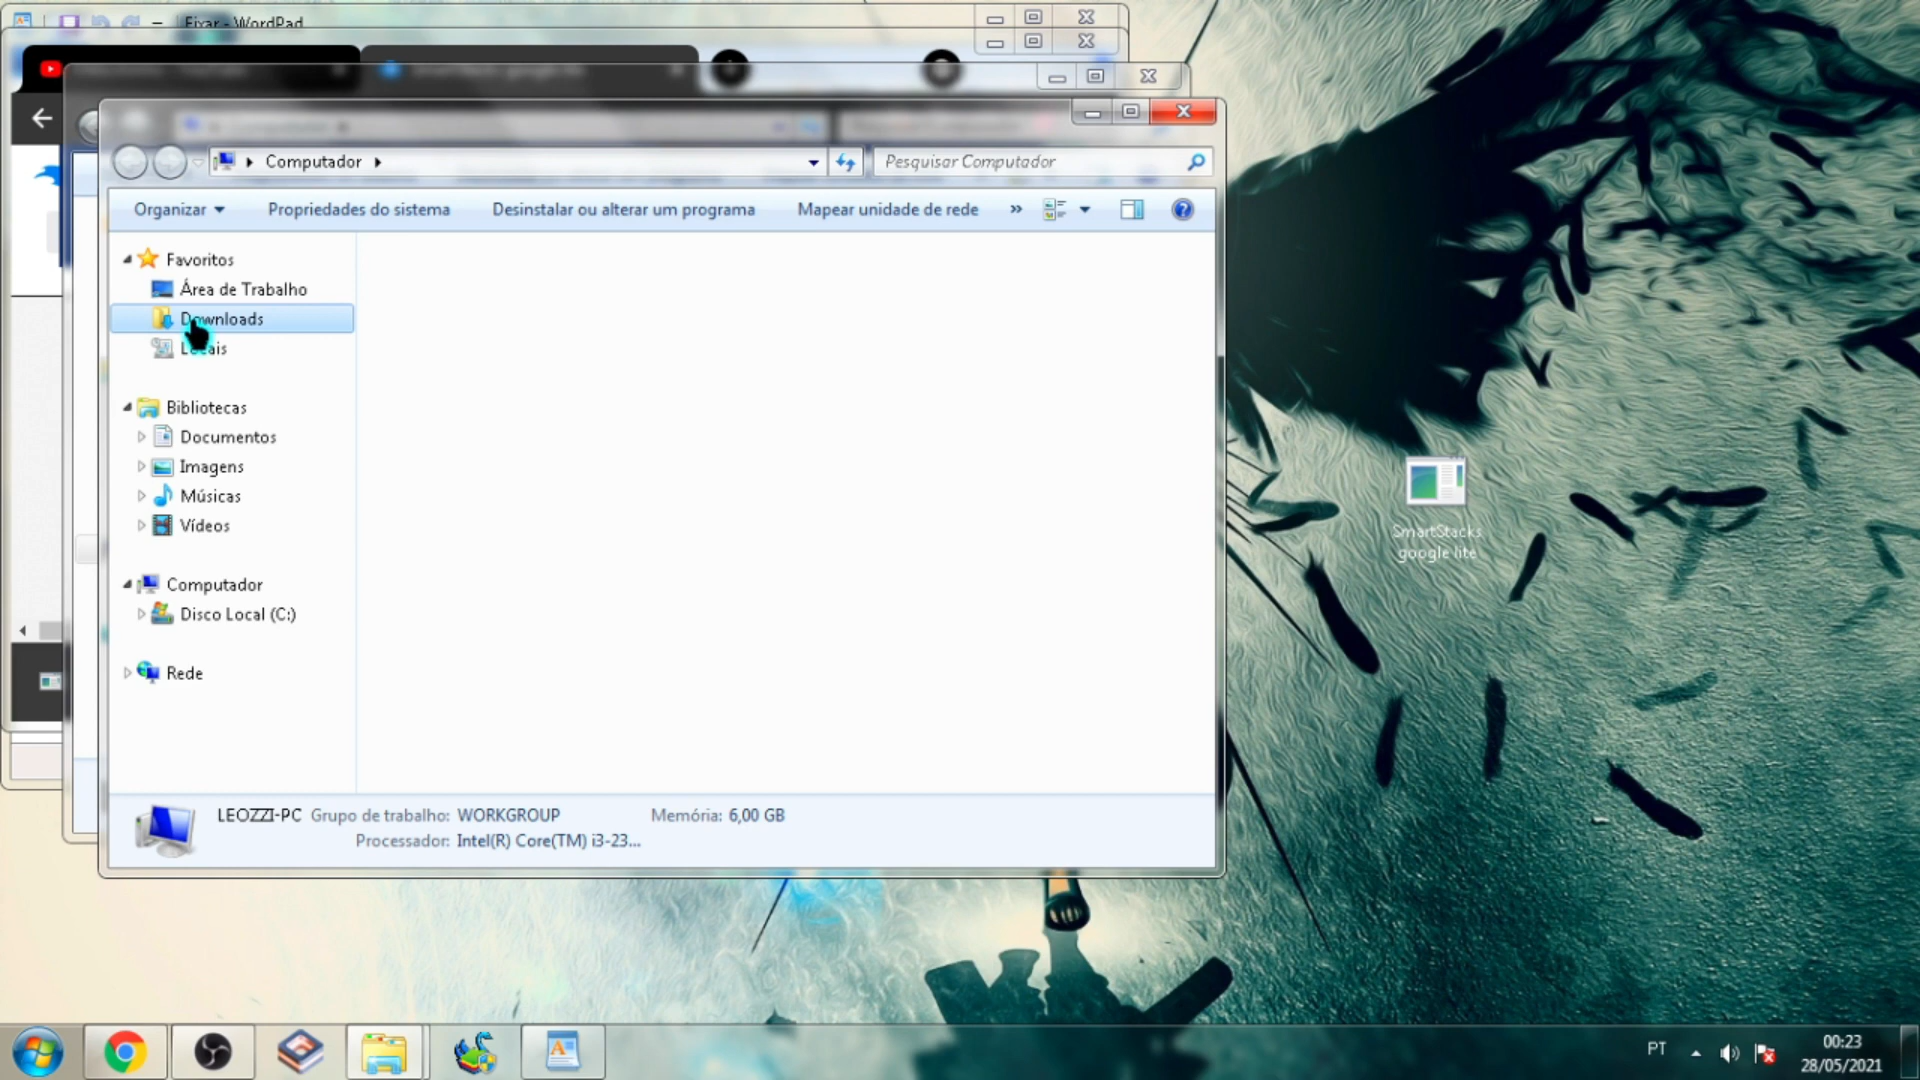 Fixar - WordPad
Computador
Pesquisar Computador
Organizar
Propriedades do sistema
Desinstalar ou alterar um programa
Mapear unidade de rede
»
Favoritos
Área de Trabalho
Downloads
Locais
Bibliotecas
Documentos
Imagens
Músicas
Vídeos
Computador
Disco Local (C:)
Rede
LEOZZI-PC Grupo de trabalho: WORKGROUP Memória: 6,00 GB
Processador: Intel(R) Core(TM) i3-23...
SmartStacks
google lite
PT
00:23
28/05/2021